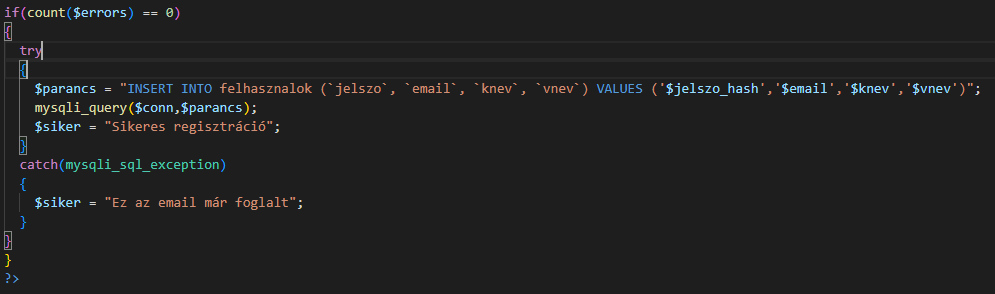 if(count($errors) == 0)
{
try
{
$parancs = "INSERT INTO felhasznalok (`jelszo`, `email`, `knev`, `vnev`) VALUES ('$jelszo_hash','$email','$knev','$vnev')";
mysqli_query($conn,$parancs);
$siker = "Sikeres regisztráció";
}
catch(mysqli_sql_exception)
{
$siker = "Ez az email már foglalt";
}
}
}
?>